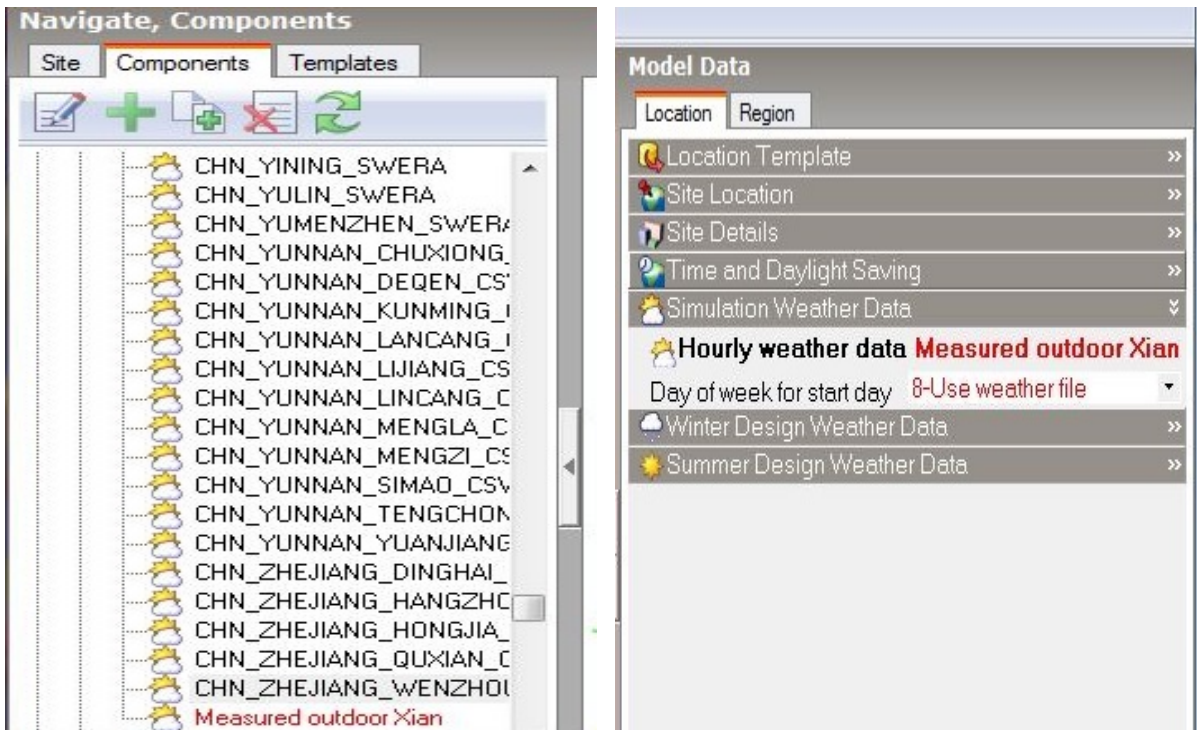 Navigate, Components
Site Components Templates
CHN_YINING_SWERA
CHN_YULIN_SWERA
CHN_YUMENZHEN_SWERA
CHN_YUNNAN_CHUXIONG_
CHN_YUNNAN_DEQEN_CS
CHN_YUNNAN_KUNMING_
CHN_YUNNAN_LANCANG_
CHN_YUNNAN_LIJIANG_CS
CHN_YUNNAN_LINCANG_C
CHN_YUNNAN_MENGLA_C
CHN_YUNNAN_MENGZI_CS
CHN_YUNNAN_SIMAO_CSV
CHN_YUNNAN_TENGCHON
CHN_YUNNAN_YUANJIANG
CHN_ZHEJIANG_DINGHAI_
CHN_ZHEJIANG_HANGZHO
CHN_ZHEJIANG_HONGJIA_
CHN_ZHEJIANG_QUXIAN_C
CHN_ZHEJIANG_WENZHOU
Measured outdoor Xian
Model Data
Location Region
Location Template
Site Location
Site Details
Time and Daylight Saving
Simulation Weather Data
Hourly weather data Measured outdoor Xian
Day of week for start day 8-Use weather file
Winter Design Weather Data
Summer Design Weather Data